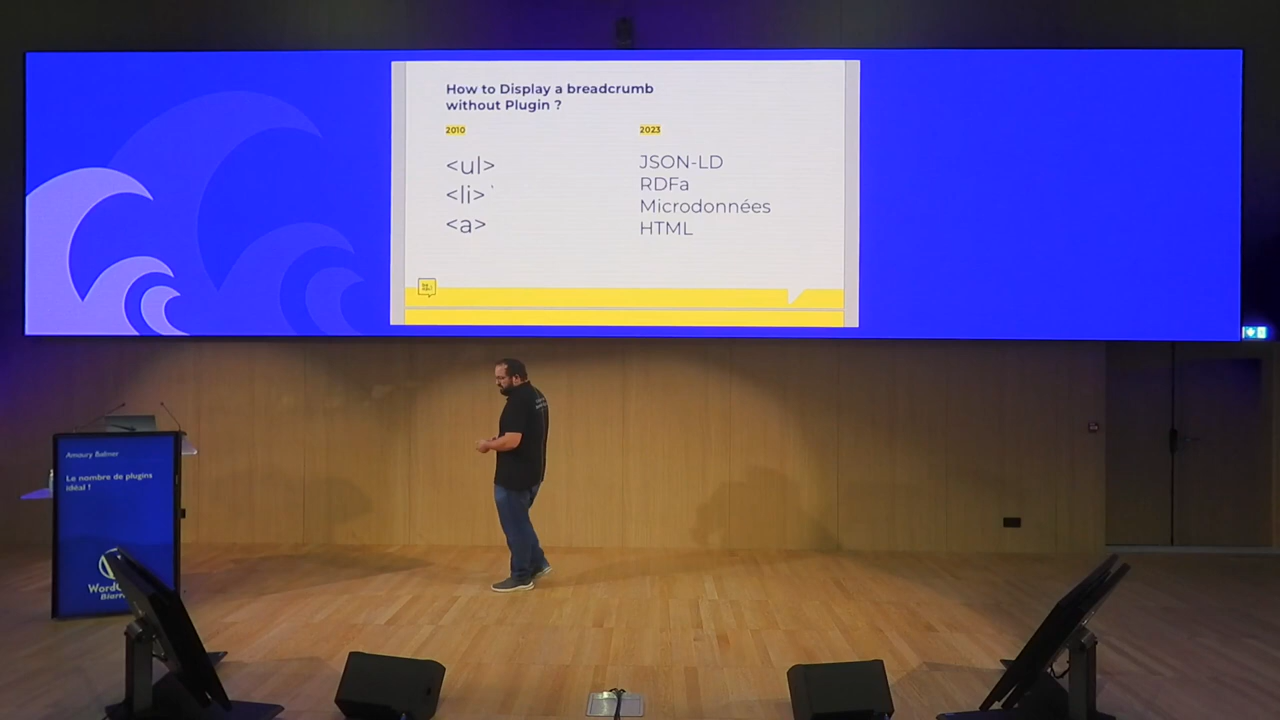 How to Display a breadcrumb
without Plugin ?
2010
<ul>
<li>`
<a>
2023
JSON-LD
RDFa
Microdonnées
HTML
Amaury Balmer
Le nombre de plugins
idéal !